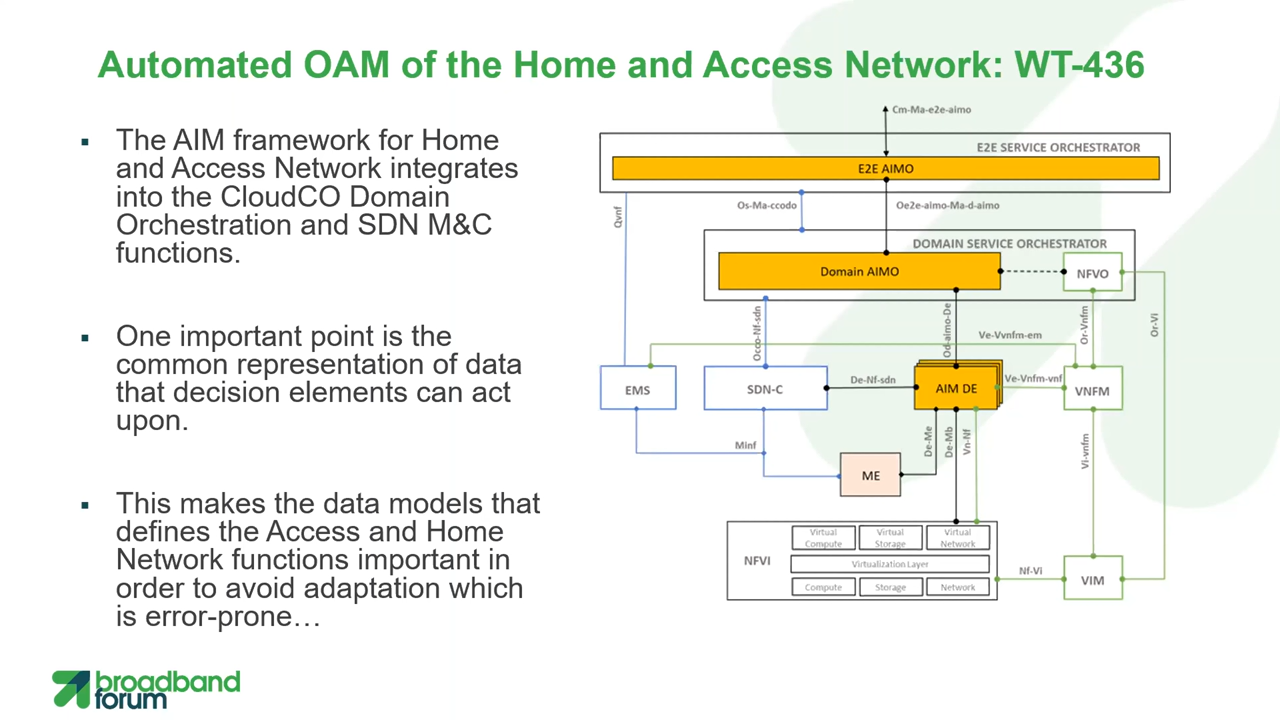 Automated OAM of the Home and Access Network: WT-436
▪ The AIM framework for Home
and Access Network integrates
into the CloudCO Domain
Orchestration and SDN M&C
functions.
▪ One important point is the
common representation of data
that decision elements can act
upon.
▪ This makes the data models that
defines the Access and Home
Network functions important in
order to avoid adaptation which
is error-prone…
Cm-Ma-e2e-aimo
E2E SERVICE ORCHESTRATOR
E2E AIMO
Qvnf
Os-Ma-ccodo
Oe2e-aimo-Ma-d-aimo
DOMAIN SERVICE ORCHESTRATOR
Domain AIMO
NFVO
Occo-Nf-sdn
Od-aimo-De
Ve-Vvnfm-em
Or-Vnfm
Or-Vi
EMS
SDN-C
De-Nf-sdn
AIM DE
Ve-Vnfm-vnf
VNFM
Minf
De-Me
De-Mb
Vn-Nf
Vi-vnfm
ME
NFVI
Virtual
Compute
Virtual
Storage
Virtual
Network
Virtualization Layer
Compute
Storage
Network
Nf-Vi
VIM
broadband
forum